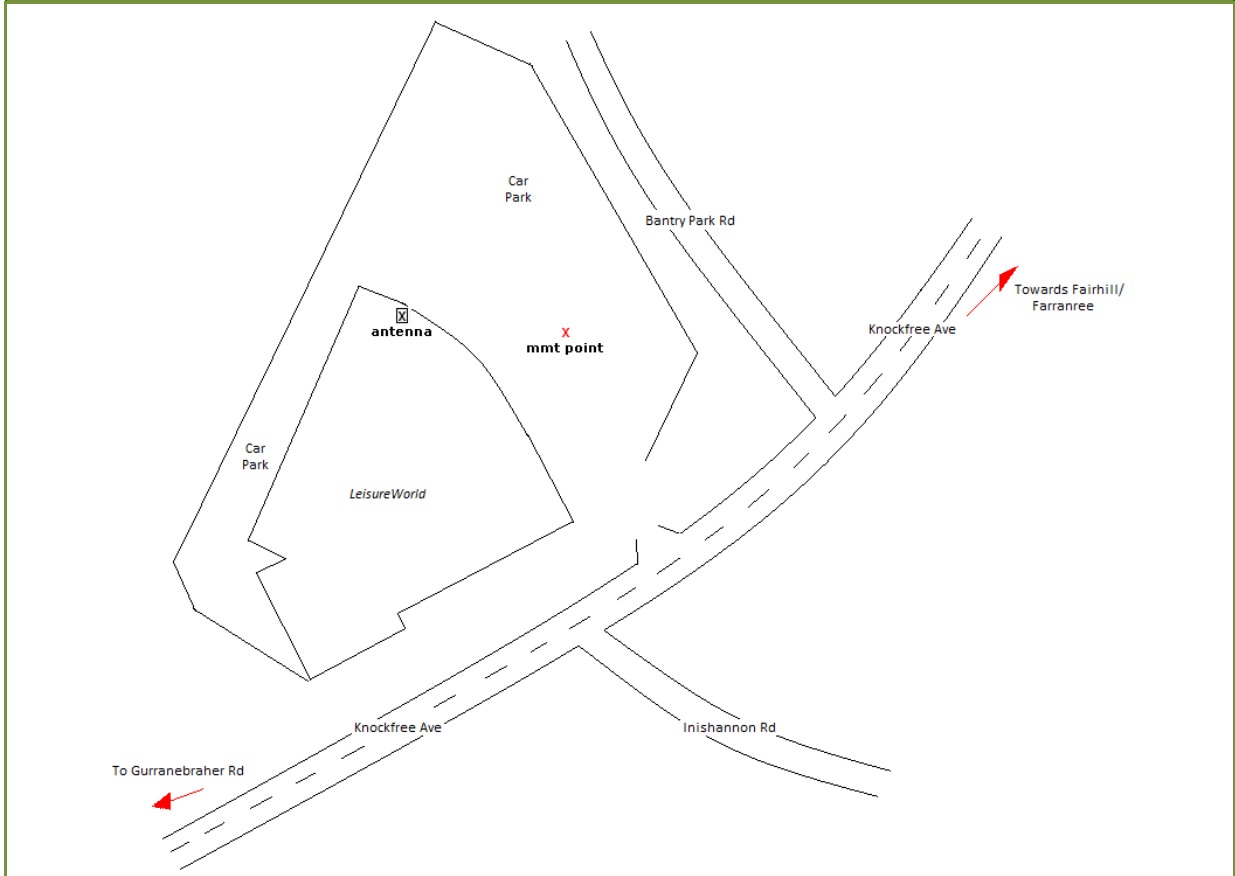 Car
Park
Bantry Park Rd
Towards Fairhill/
Farranree
X
antenna
X
mmt point
Knockfree Ave
Car
Park
LeisureWorld
Knockfree Ave
Inishannon Rd
To Gurranebraher Rd